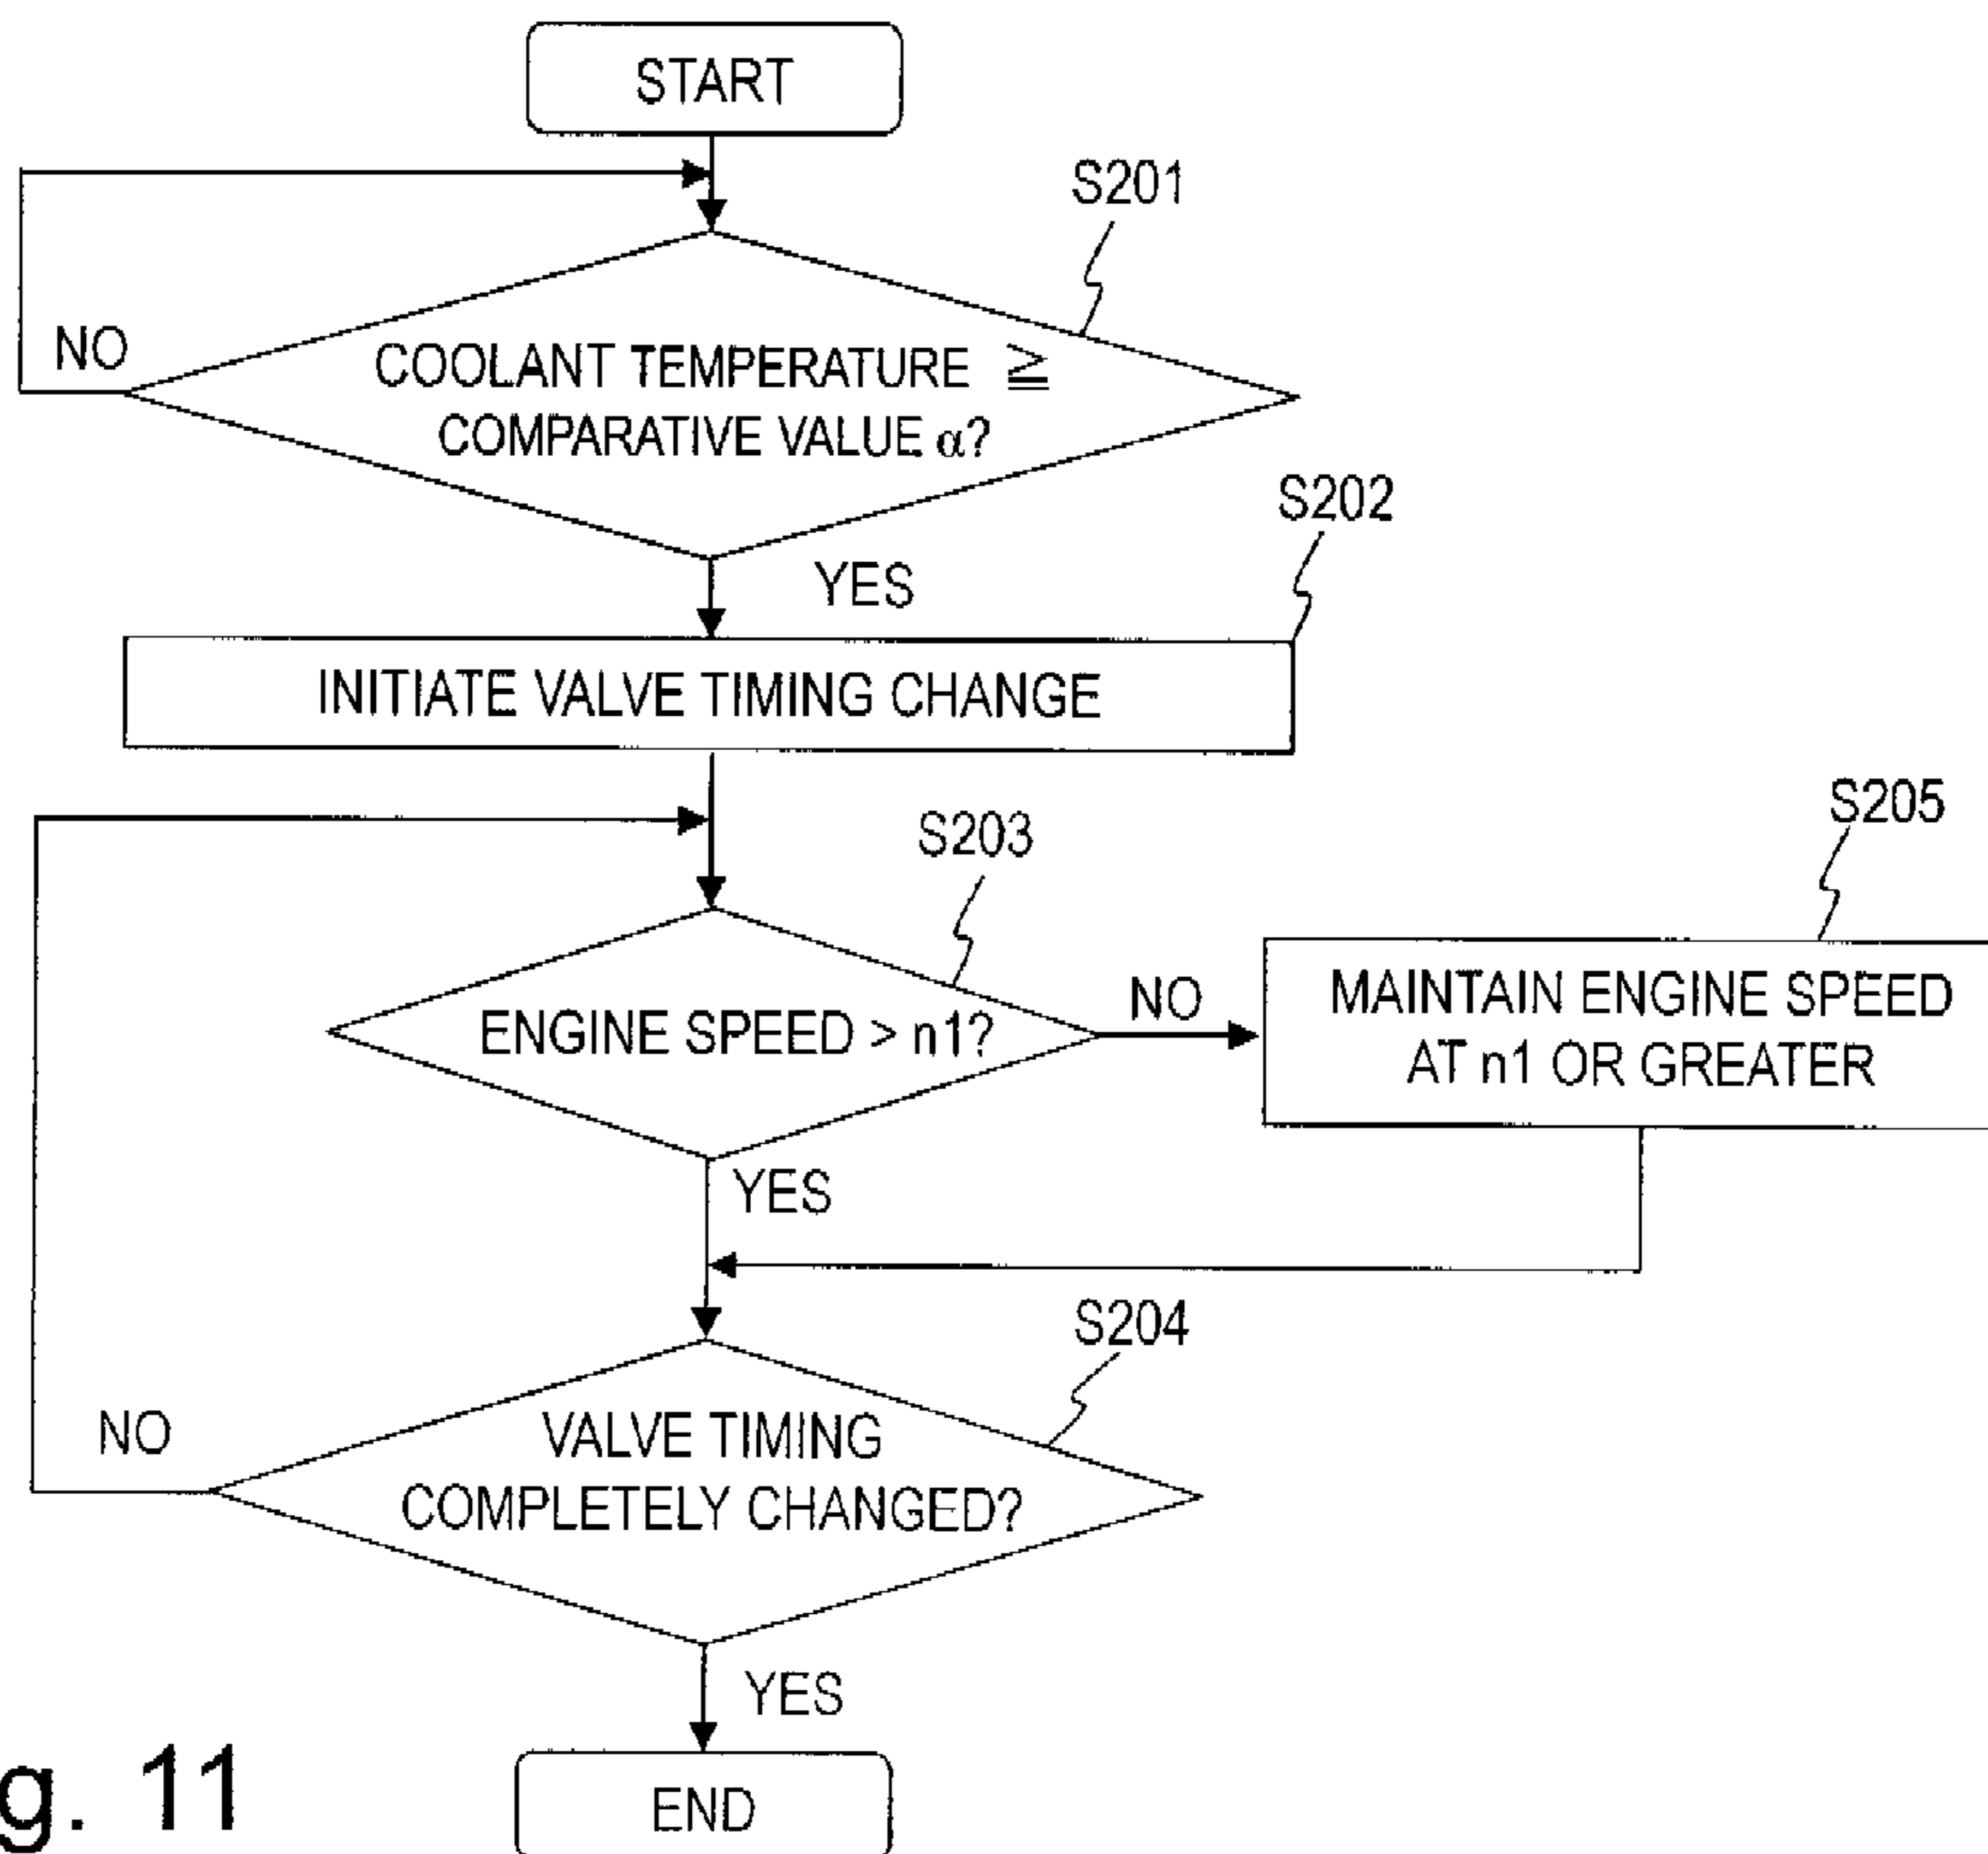 START
S201
NO
COOLANT TEMPERATURE ≧
COMPARATIVE VALUE α?
S202
YES
INITIATE VALVE TIMING CHANGE
S203
S205
ENGINE SPEED > n1?
NO
MAINTAIN ENGINE SPEED
AT n1 OR GREATER
YES
S204
NO
VALVE TIMING
COMPLETELY CHANGED?
YES
END
g. 11